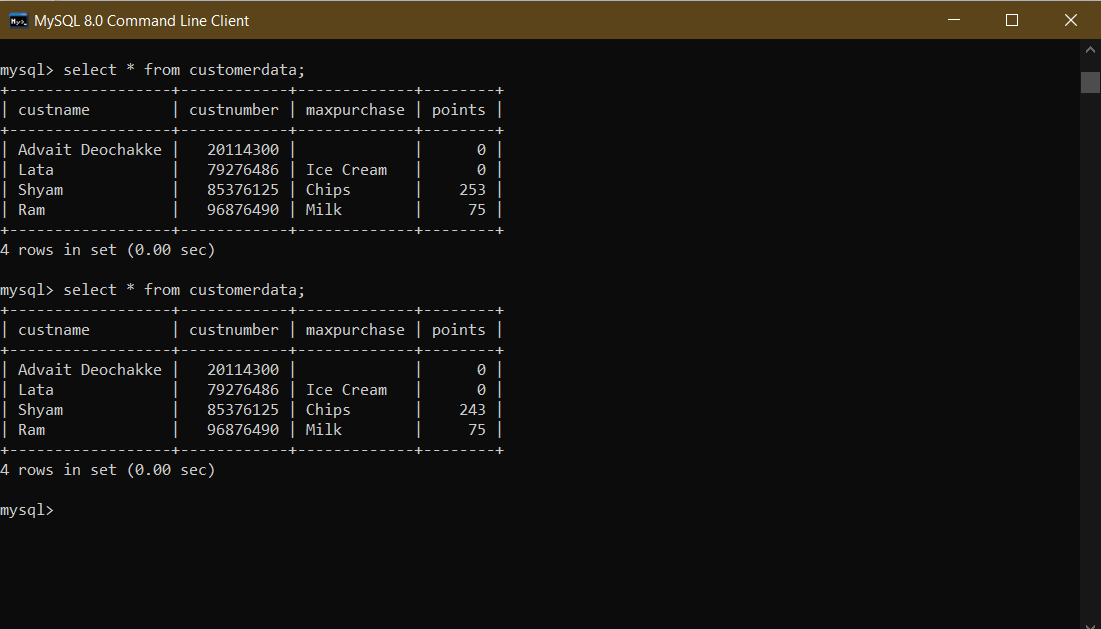 MySQL 8.0 Command Line Client
mysql> select * from customerdata;
+------------------+------------+-------------+--------+
| custname         | custnumber | maxpurchase | points |
+------------------+------------+-------------+--------+
| Advait Deochakke |   20114300 |             |      0 |
| Lata             |   79276486 | Ice Cream   |      0 |
| Shyam            |   85376125 | Chips       |    253 |
| Ram              |   96876490 | Milk        |     75 |
+------------------+------------+-------------+--------+
4 rows in set (0.00 sec)
mysql> select * from customerdata;
+------------------+------------+-------------+--------+
| custname         | custnumber | maxpurchase | points |
+------------------+------------+-------------+--------+
| Advait Deochakke |   20114300 |             |      0 |
| Lata             |   79276486 | Ice Cream   |      0 |
| Shyam            |   85376125 | Chips       |    243 |
| Ram              |   96876490 | Milk        |     75 |
+------------------+------------+-------------+--------+
4 rows in set (0.00 sec)
mysql>